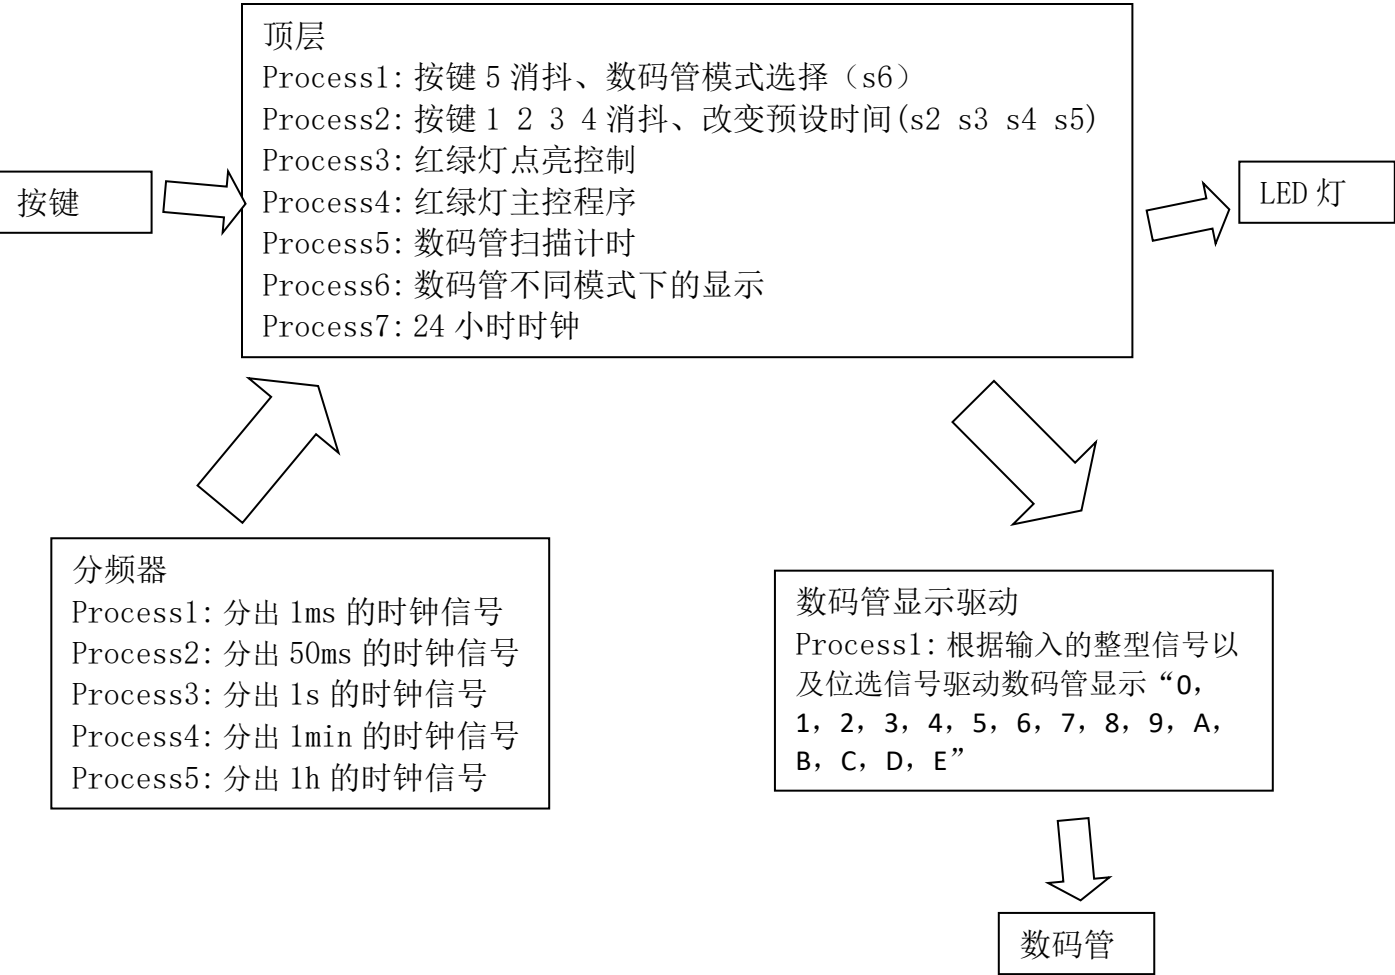 顶层
Process1:按键 5 消抖、数码管模式选择（s6）
Process2:按键 1 2 3 4 消抖、改变预设时间(s2 s3 s4 s5)
Process3:红绿灯点亮控制
Process4:红绿灯主控程序
Process5:数码管扫描计时
Process6:数码管不同模式下的显示
Process7:24 小时时钟
按键
LED 灯
分频器
Process1:分出 1ms 的时钟信号
Process2:分出 50ms 的时钟信号
Process3:分出 1s 的时钟信号
Process4:分出 1min 的时钟信号
Process5:分出 1h 的时钟信号
数码管显示驱动
Process1:根据输入的整型信号以
及位选信号驱动数码管显示“0，
1，2，3，4，5，6，7，8，9，A，
B，C，D，E”
数码管